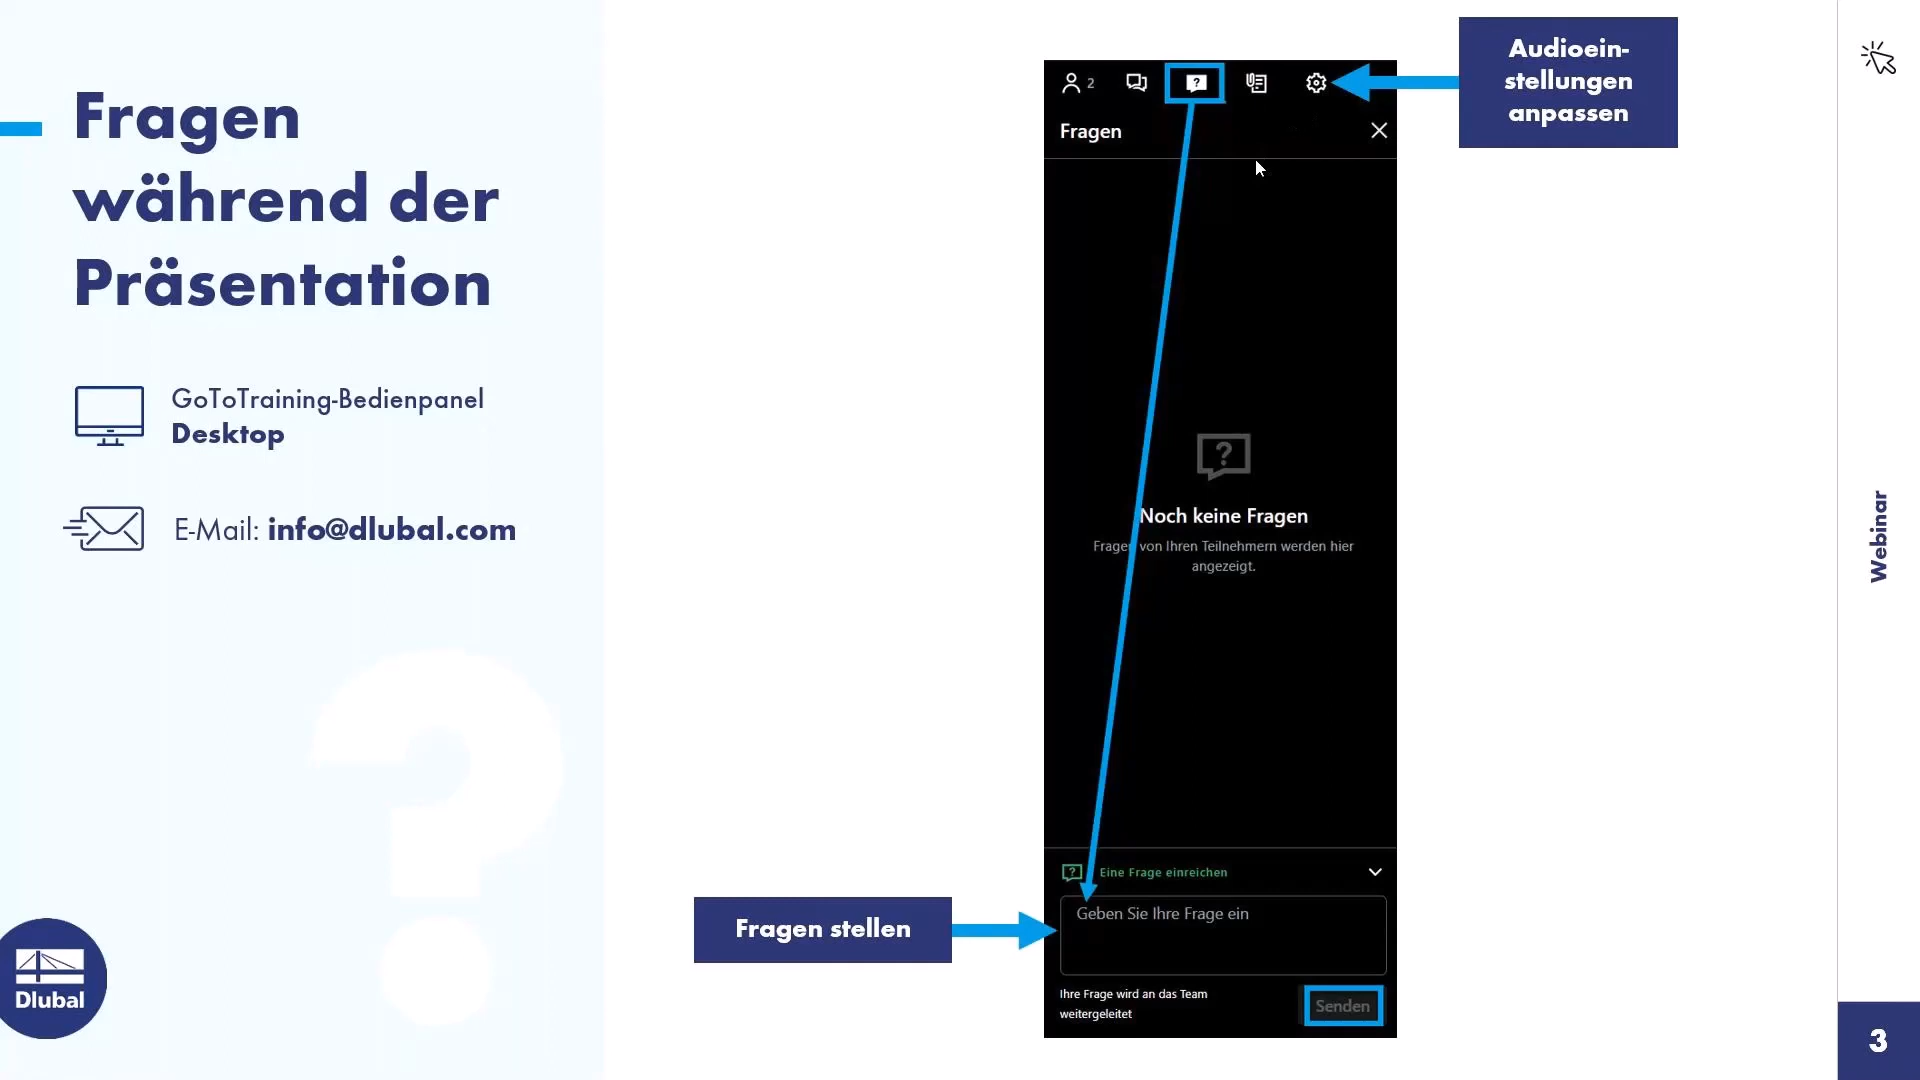 Fragen
während der
Präsentation
GoToTraining-Bedienpanel
Desktop
E-Mail: info@dlubal.com
Dlubal
2
Fragen
Noch keine Fragen
Fragen von Ihren Teilnehmern werden hier
angezeigt.
Eine Frage einreichen
Geben Sie Ihre Frage ein
Ihre Frage wird an das Team
weitergeleitet
Senden
Fragen stellen
Audioein-
stellungen
anpassen
Webinar
3